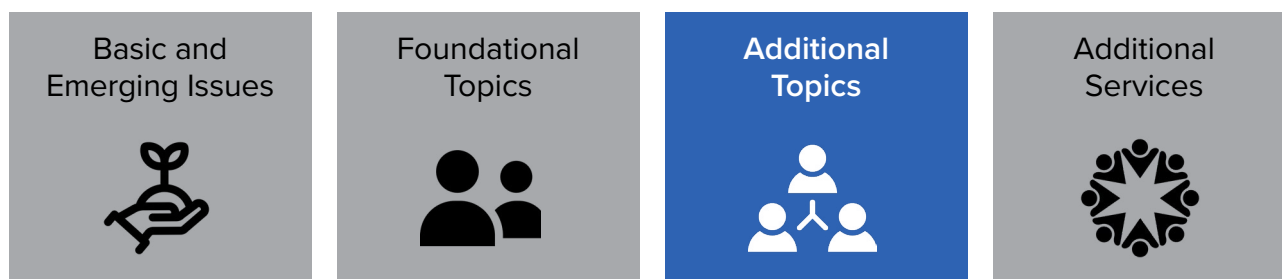 Basic and
Emerging Issues
Foundational
Topics
Additional
Topics
Additional
Services